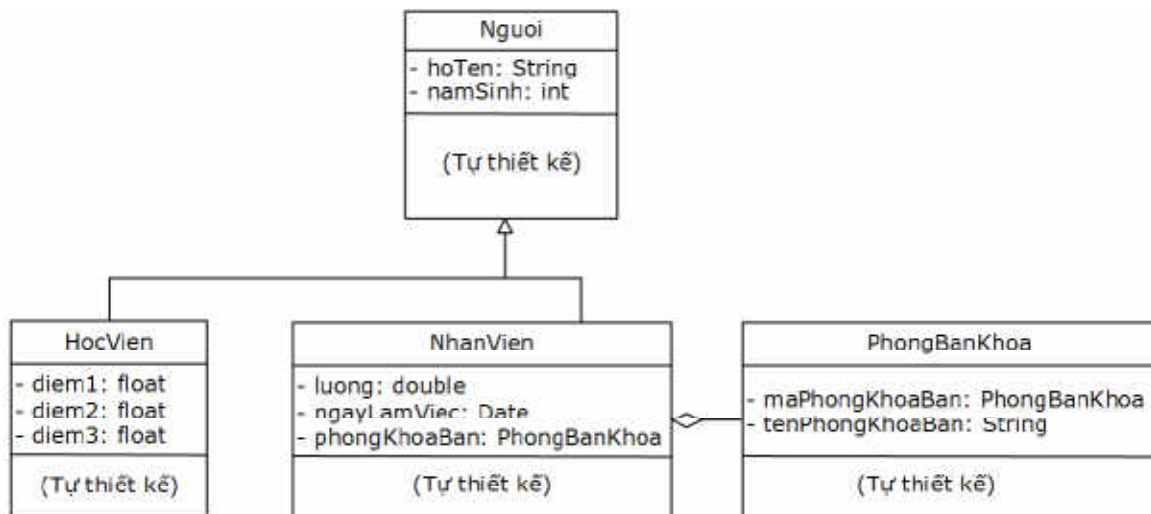 Nguoi
- hoTen: String
- namSinh: int
(Tự thiết kế)
HocVien
- diem1: float
- diem2: float
- diem3: float
(Tự thiết kế)
NhanVien
- luong: double
- ngayLamViec: Date
- phongKhoaBan: PhongBanKhoa
(Tự thiết kế)
PhongBanKhoa
- maPhongKhoaBan: PhongBanKhoa
- tenPhongKhoaBan: String
(Tự thiết kế)